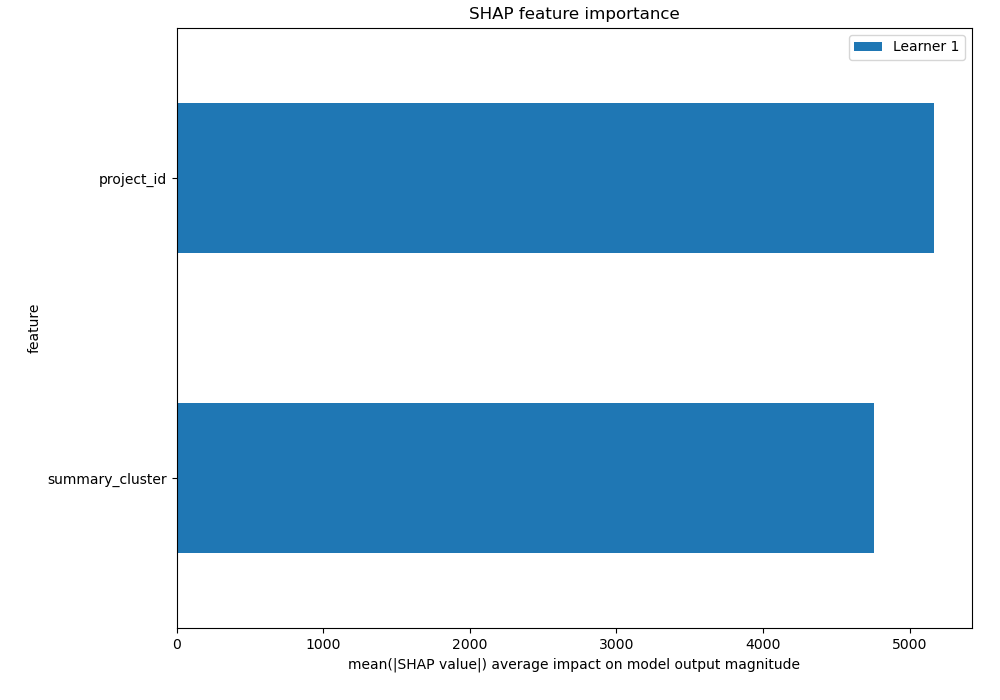 SHAP feature importance
Learner 1
project_id
feature
summary_cluster
0 1000 2000 3000 4000 5000
mean(|SHAP value|) average impact on model output magnitude